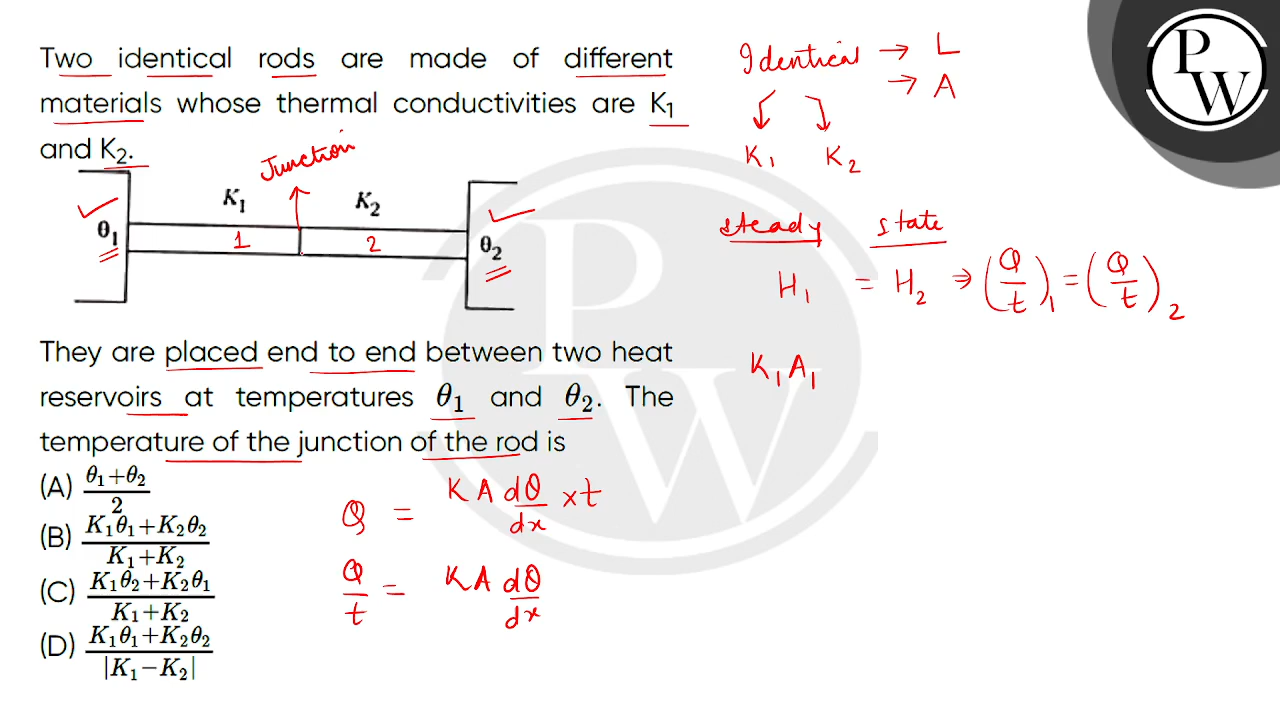 Two identical rods are made of different
materials whose thermal conductivities are K₁
and K₂.
Junction
K₁
K₂
θ₁
1
2
θ₂
They are placed end to end between two heat
reservoirs at temperatures θ₁ and θ₂. The
temperature of the junction of the rod is
(A) (θ₁+θ₂)/2
(B) (K₁θ₁+K₂θ₂)/(K₁+K₂)
(C) (K₁θ₂+K₂θ₁)/(K₁+K₂)
(D) (K₁θ₁+K₂θ₂)/|K₁−K₂|
Q = KA dθ/dx × t
Q/t = KA dθ/dx
Identical → L
→ A
K₁ K₂
steady state
H₁ = H₂ ⇒ (Q/t)₁ = (Q/t)₂
K₁A₁
P
W
P
W